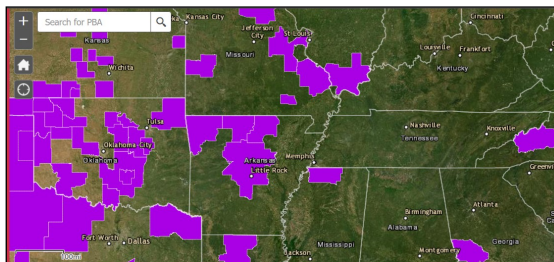 +
Search for PBA
−
Kansas City
Jefferson
City
St Louis
Cincinnati
Kansas
Missouri
Louisville
Frankfort
Kentucky
Wichita
Tulsa
Nashville
Knoxville
Tennessee
Oklahoma City
Oklahoma
Arkansas
Memphis
Little Rock
Greenvi
Birmingham
Atlanta
Alabama
Fort Worth
Dallas
Mississippi
Georgia
100mi
Jackson
Montgomery